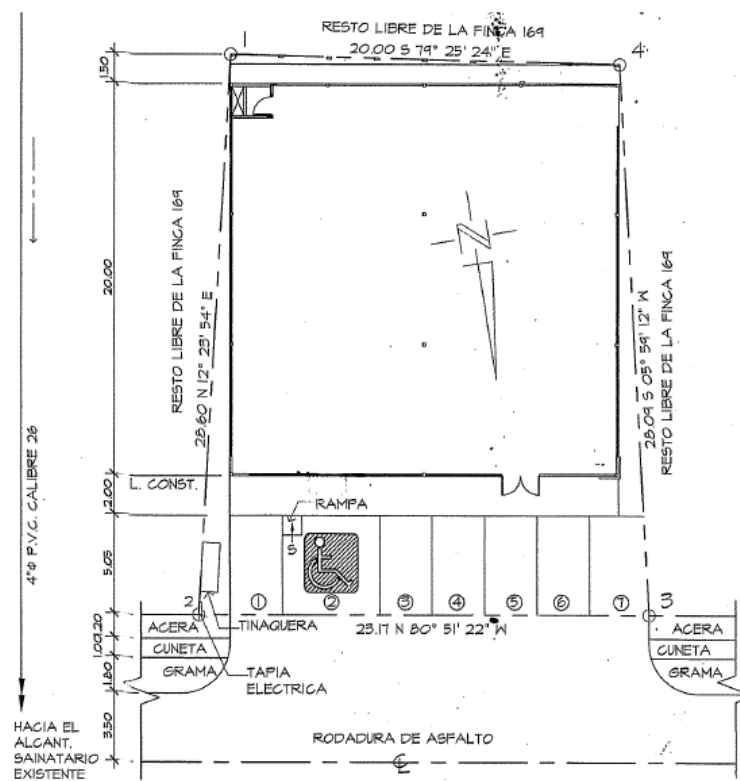 RESTO LIBRE DE LA FINCA 169
20.00 S 79° 25' 24" E
1
4
1.50
RESTO LIBRE DE LA FINCA 169
28.60 N 12° 23' 54" E
20.00
N
28.09 S 05° 59' 12" W
RESTO LIBRE DE LA FINCA 169
4"Φ P.V.C. CALIBRE 26
L. CONST.
2.00
RAMPA
S
5.05
2
① ② ③ ④ ⑤ ⑥ ⑦
3
TINAQUERA
23.17 N 80° 51' 22" W
ACERA
CUNETA
GRAMA
ACERA
CUNETA
GRAMA
1.20
1.00
1.80
TAPIA
ELECTRICA
3.50
RODADURA DE ASFALTO
HACIA EL
ALCANT.
SAINATARIO
EXISTENTE